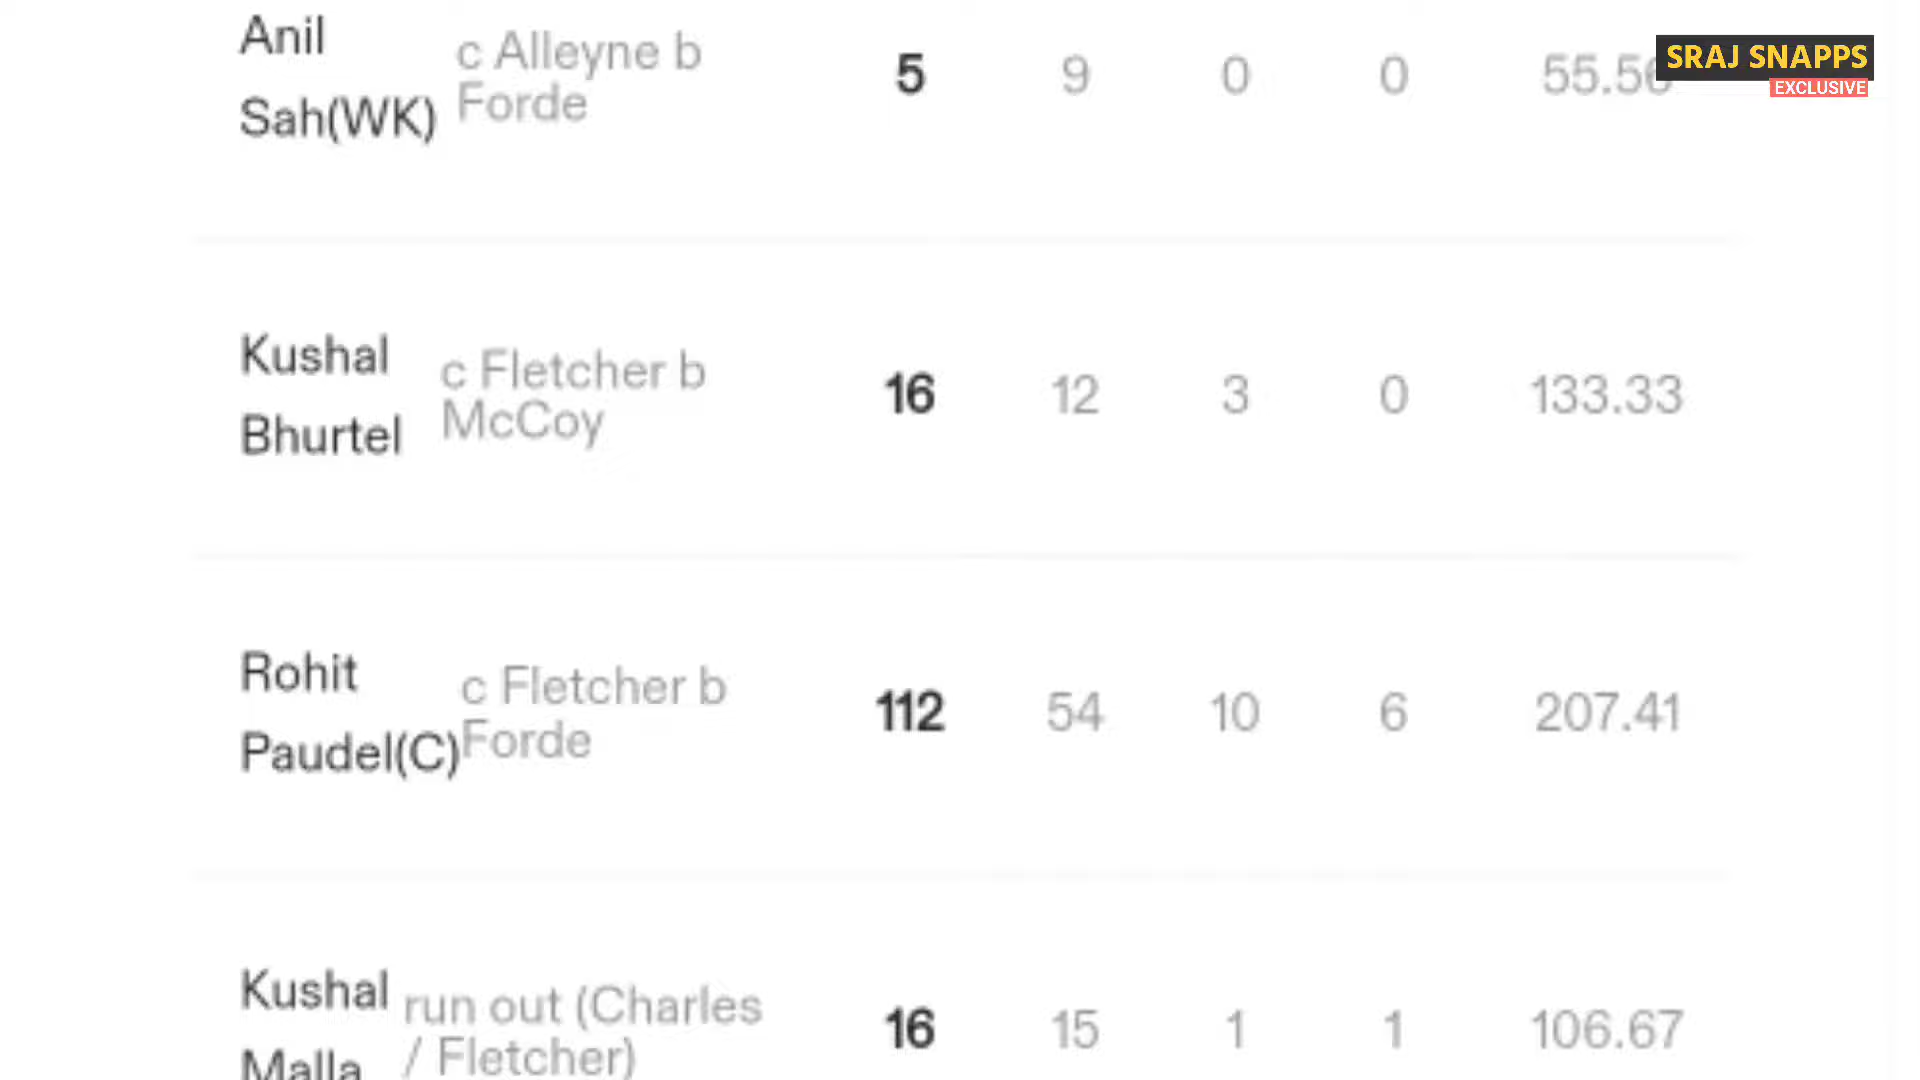 Anil
Sah(WK)
c Alleyne b
Forde
5 9 0 0 55.56
SRAJ SNAPPS
EXCLUSIVE
Kushal
Bhurtel
c Fletcher b
McCoy
16 12 3 0 133.33
Rohit
Paudel(C)
c Fletcher b
Forde
112 54 10 6 207.41
Kushal
Malla
run out (Charles
/ Fletcher)
16 15 1 1 106.67